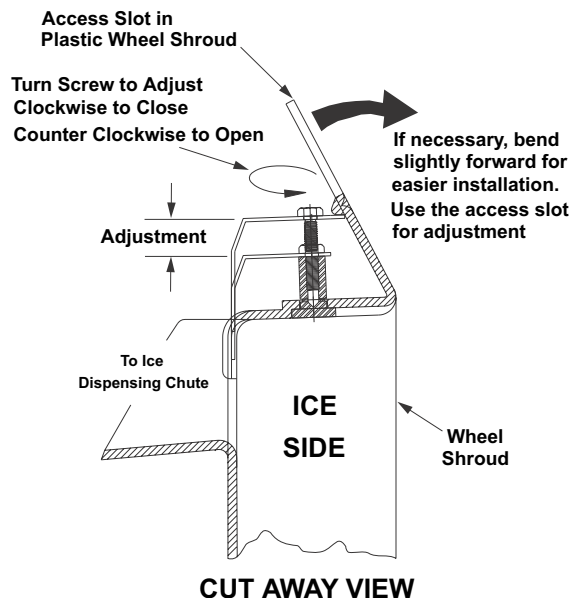 Access Slot in
Plastic Wheel Shroud
Turn Screw to Adjust
Clockwise to Close
Counter Clockwise to Open
If necessary, bend
slightly forward for
easier installation.
Use the access slot
for adjustment
Adjustment
To Ice
Dispensing Chute
ICE
SIDE
Wheel
Shroud
CUT AWAY VIEW